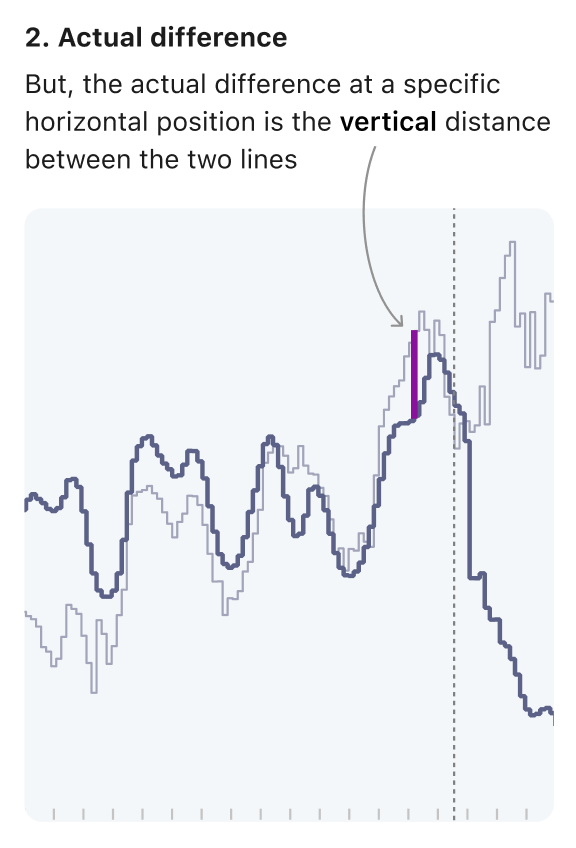 2. Actual difference
But, the actual difference at a specific
horizontal position is the vertical distance
between the two lines